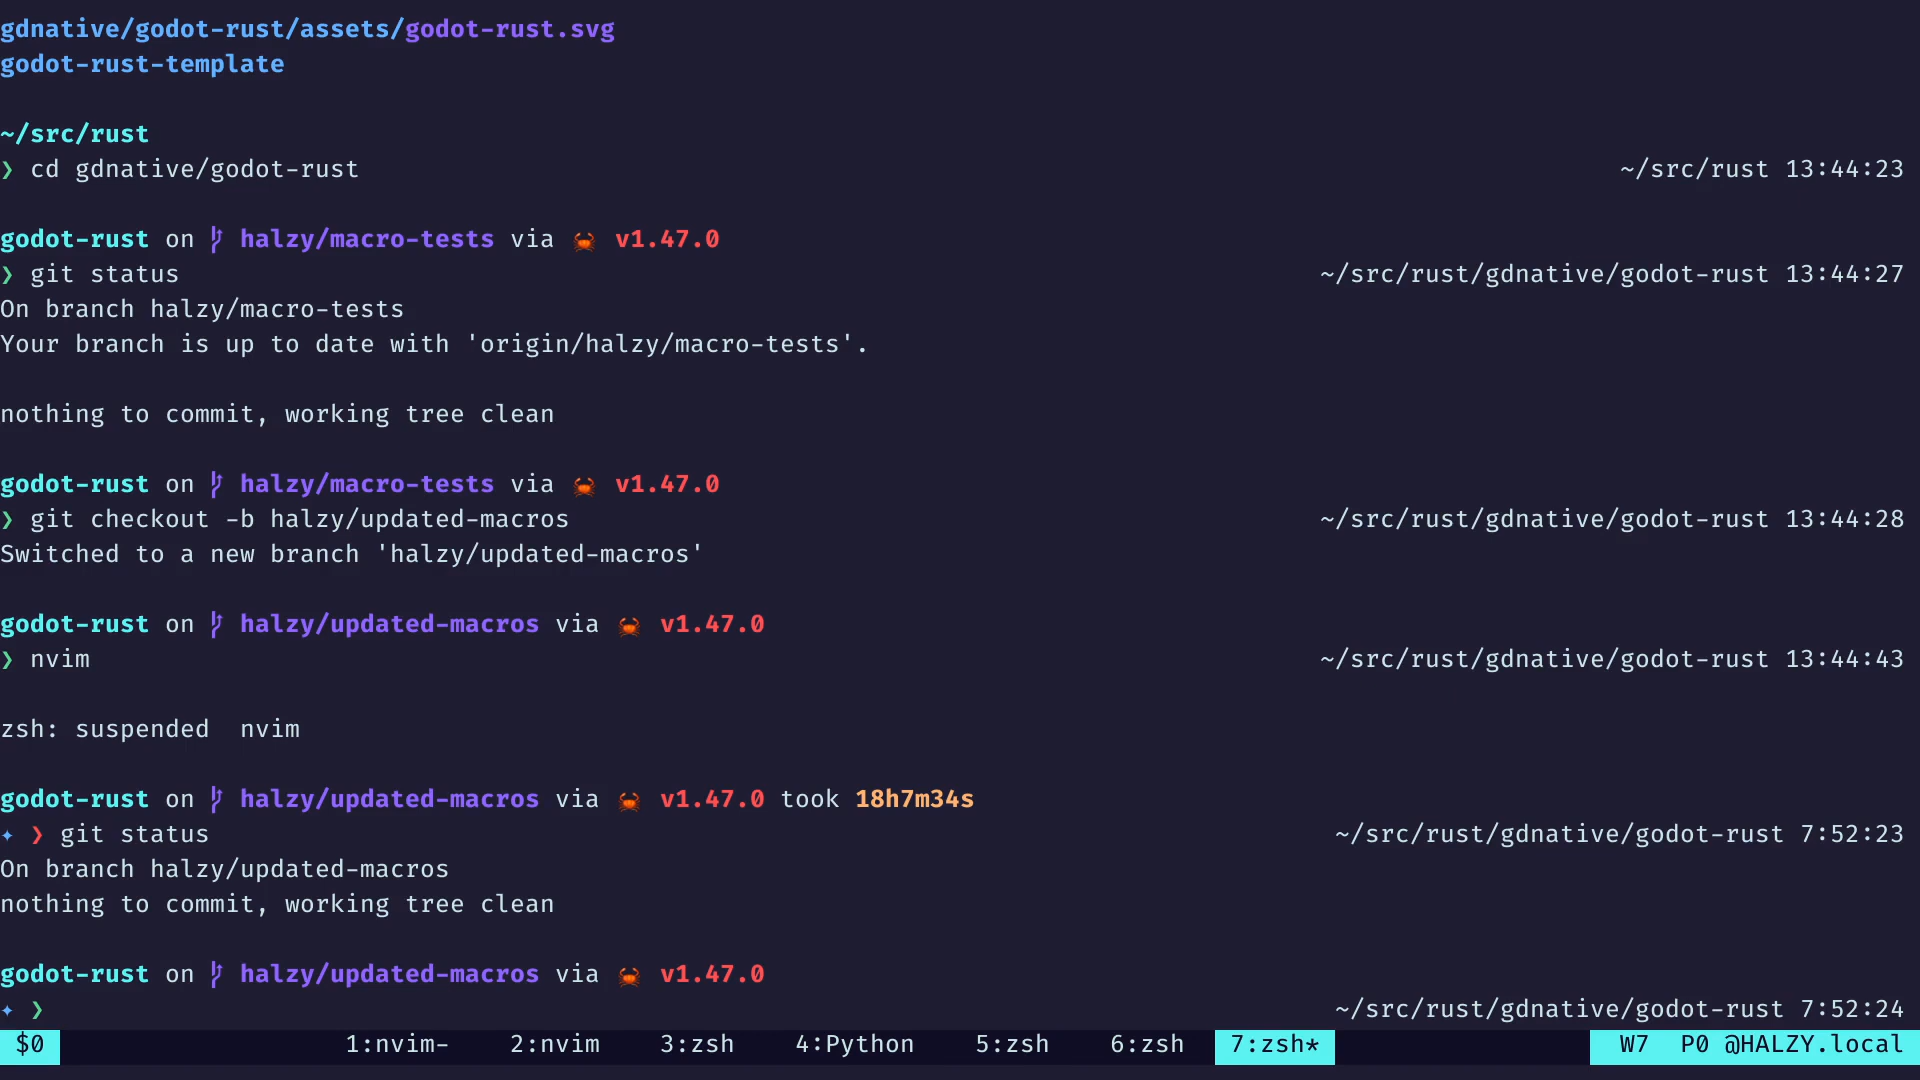 gdnative/godot-rust/assets/godot-rust.svg
godot-rust-template
~/src/rust
❯ cd gdnative/godot-rust ~/src/rust 13:44:23
godot-rust on halzy/macro-tests via 🦀 v1.47.0
❯ git status ~/src/rust/gdnative/godot-rust 13:44:27
On branch halzy/macro-tests
Your branch is up to date with 'origin/halzy/macro-tests'.
nothing to commit, working tree clean
godot-rust on halzy/macro-tests via 🦀 v1.47.0
❯ git checkout -b halzy/updated-macros ~/src/rust/gdnative/godot-rust 13:44:28
Switched to a new branch 'halzy/updated-macros'
godot-rust on halzy/updated-macros via 🦀 v1.47.0
❯ nvim ~/src/rust/gdnative/godot-rust 13:44:43
zsh: suspended  nvim
godot-rust on halzy/updated-macros via 🦀 v1.47.0 took 18h7m34s
✦ ❯ git status ~/src/rust/gdnative/godot-rust 7:52:23
On branch halzy/updated-macros
nothing to commit, working tree clean
godot-rust on halzy/updated-macros via 🦀 v1.47.0
✦ ❯ ~/src/rust/gdnative/godot-rust 7:52:24
$0 1:nvim- 2:nvim 3:zsh 4:Python 5:zsh 6:zsh 7:zsh* W7 P0 @HALZY.local